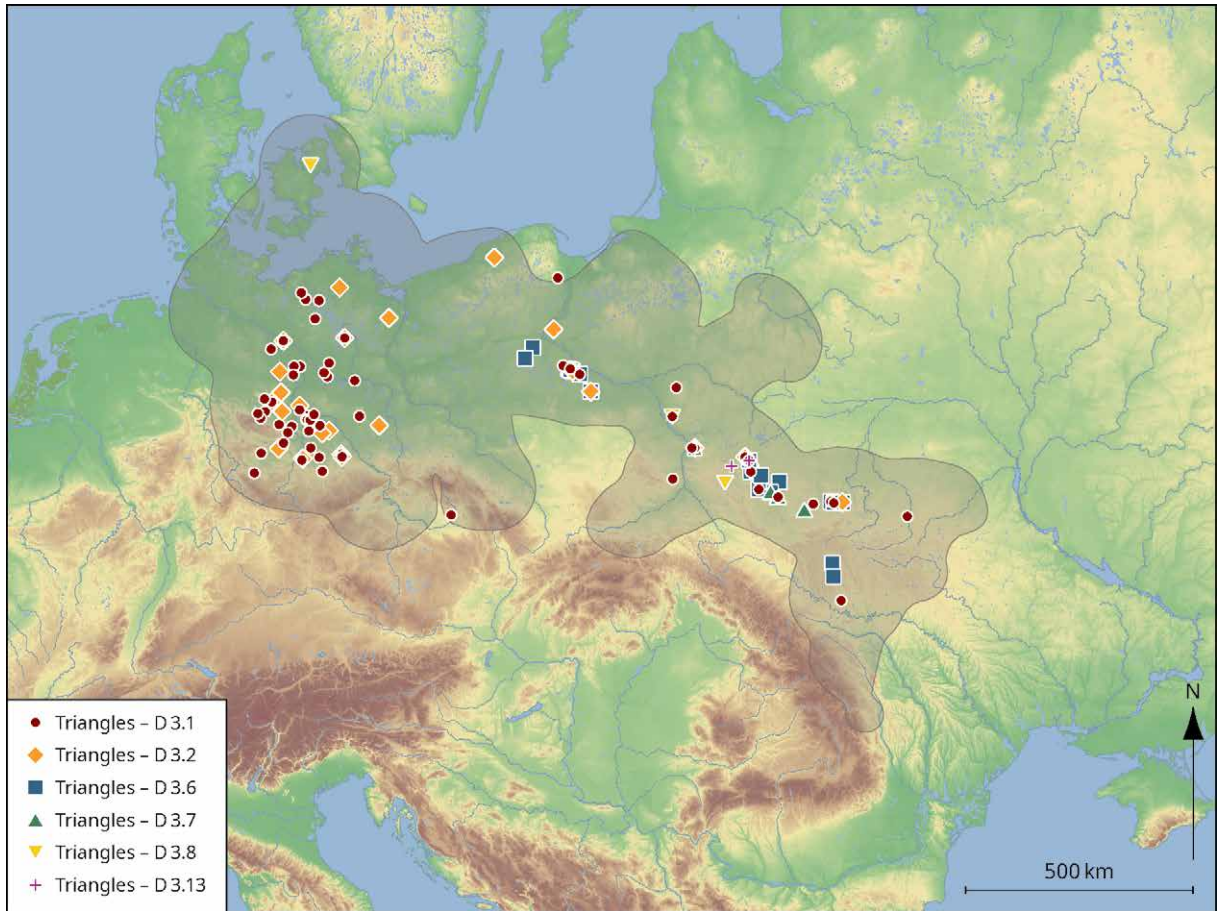 Triangles – D 3.1
Triangles – D 3.2
Triangles – D 3.6
Triangles – D 3.7
Triangles – D 3.8
Triangles – D 3.13
N
500 km